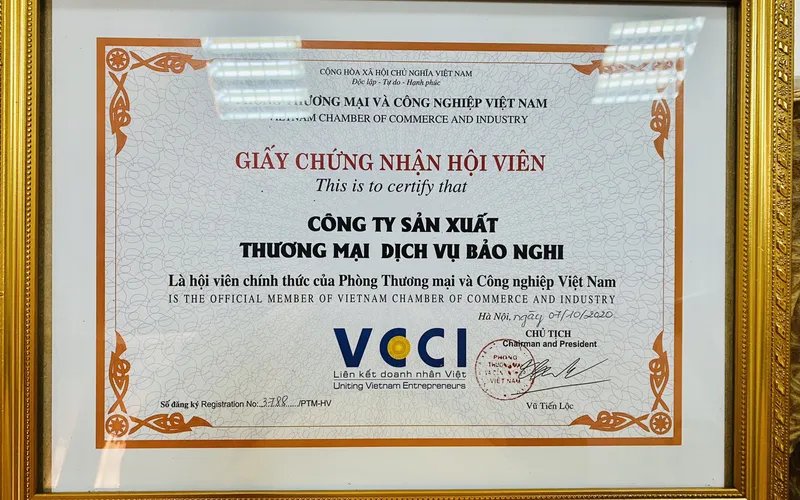 CỘNG HÒA XÃ HỘI CHỦ NGHĨA VIỆT NAM
Độc lập - Tự do - Hạnh phúc
THƯƠNG MẠI VÀ CÔNG NGHIỆP VIỆT NAM
VIETNAM CHAMBER OF COMMERCE AND INDUSTRY
GIẤY CHỨNG NHẬN HỘI VIÊN
This is to certify that
CÔNG TY SẢN XUẤT
THƯƠNG MẠI DỊCH VỤ BẢO NGHI
Là hội viên chính thức của Phòng Thương mại và Công nghiệp Việt Nam
IS THE OFFICIAL MEMBER OF VIETNAM CHAMBER OF COMMERCE AND INDUSTRY
Hà Nội, ngày 07/10/2020
CHỦ TỊCH
Chairman and President
VCCI
Liên kết doanh nhân Việt
Uniting Vietnam Entrepreneurs
PHÒNG
THƯƠNG MẠI
VIỆT NAM
Số đăng ký Registration No: 3788 /PTM-HV
Vũ Tiến Lộc